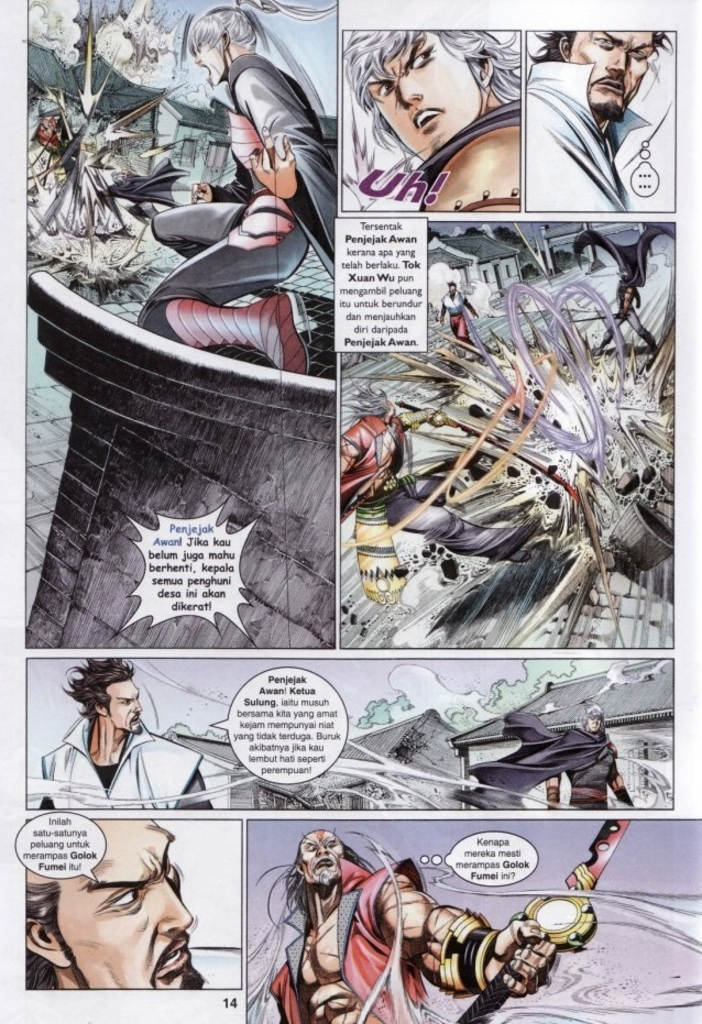 Uh!
... ...
Tersentak
Penjejak Awan
kerana apa yang
telah berlaku. Tok
Xuan Wu pun
mengambil peluang
itu untuk berundur
dan menjauhkan
diri daripada
Penjejak Awan.
Penjejak
Awan! Jika kau
belum juga mahu
berhenti, kepala
semua penghuni
desa ini akan
dikerat!
Penjejak
Awan! Ketua
Sulung, iaitu musuh
bersama kita yang amat
kejam mempunyai niat
yang tidak terduga. Buruk
akibatnya jika kau
lembut hati seperti
perempuan!
Inilah
satu-satunya
peluang untuk
merampas Golok
Fumei itu!
Kenapa
mereka mesti
merampas Golok
Fumei ini?
14